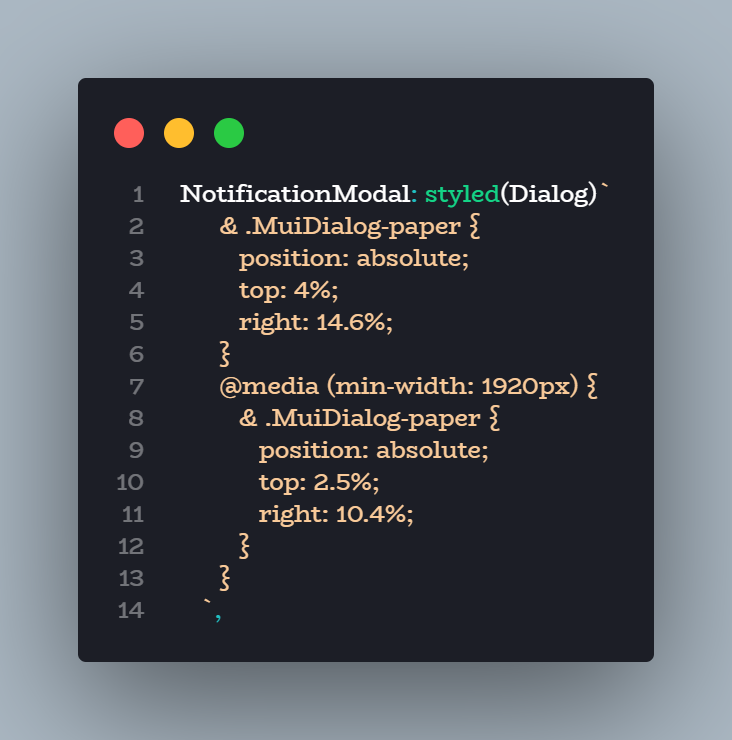 1 NotificationModal: styled(Dialog)`
2 & .MuiDialog-paper {
3 position: absolute;
4 top: 4%;
5 right: 14.6%;
6 }
7 @media (min-width: 1920px) {
8 & .MuiDialog-paper {
9 position: absolute;
10 top: 2.5%;
11 right: 10.4%;
12 }
13 }
14 `,